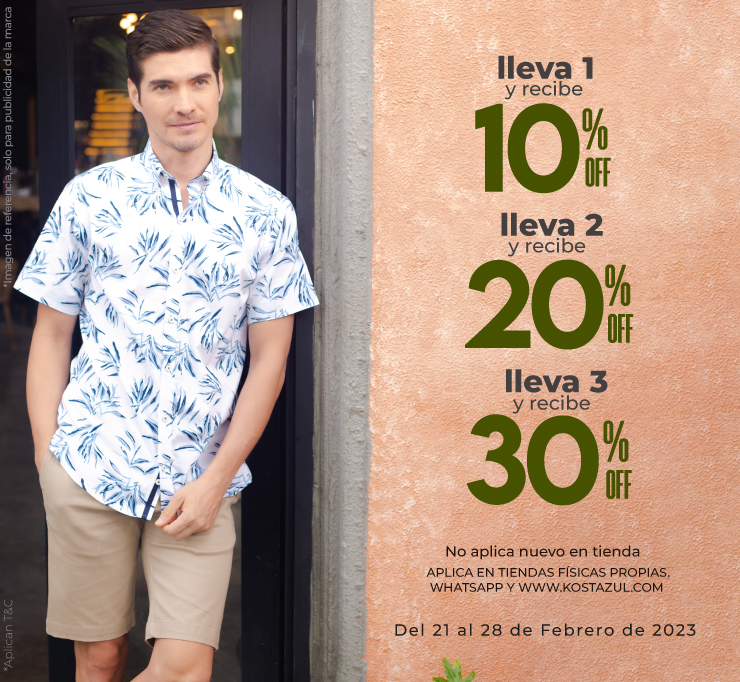 *Imagen de referencia, solo para publicidad de la marca
*Aplican T&C
lleva 1
y recibe
10% OFF
lleva 2
y recibe
20% OFF
lleva 3
y recibe
30% OFF
No aplica nuevo en tienda
APLICA EN TIENDAS FÍSICAS PROPIAS,
WHATSAPP Y WWW.KOSTAZUL.COM
Del 21 al 28 de Febrero de 2023